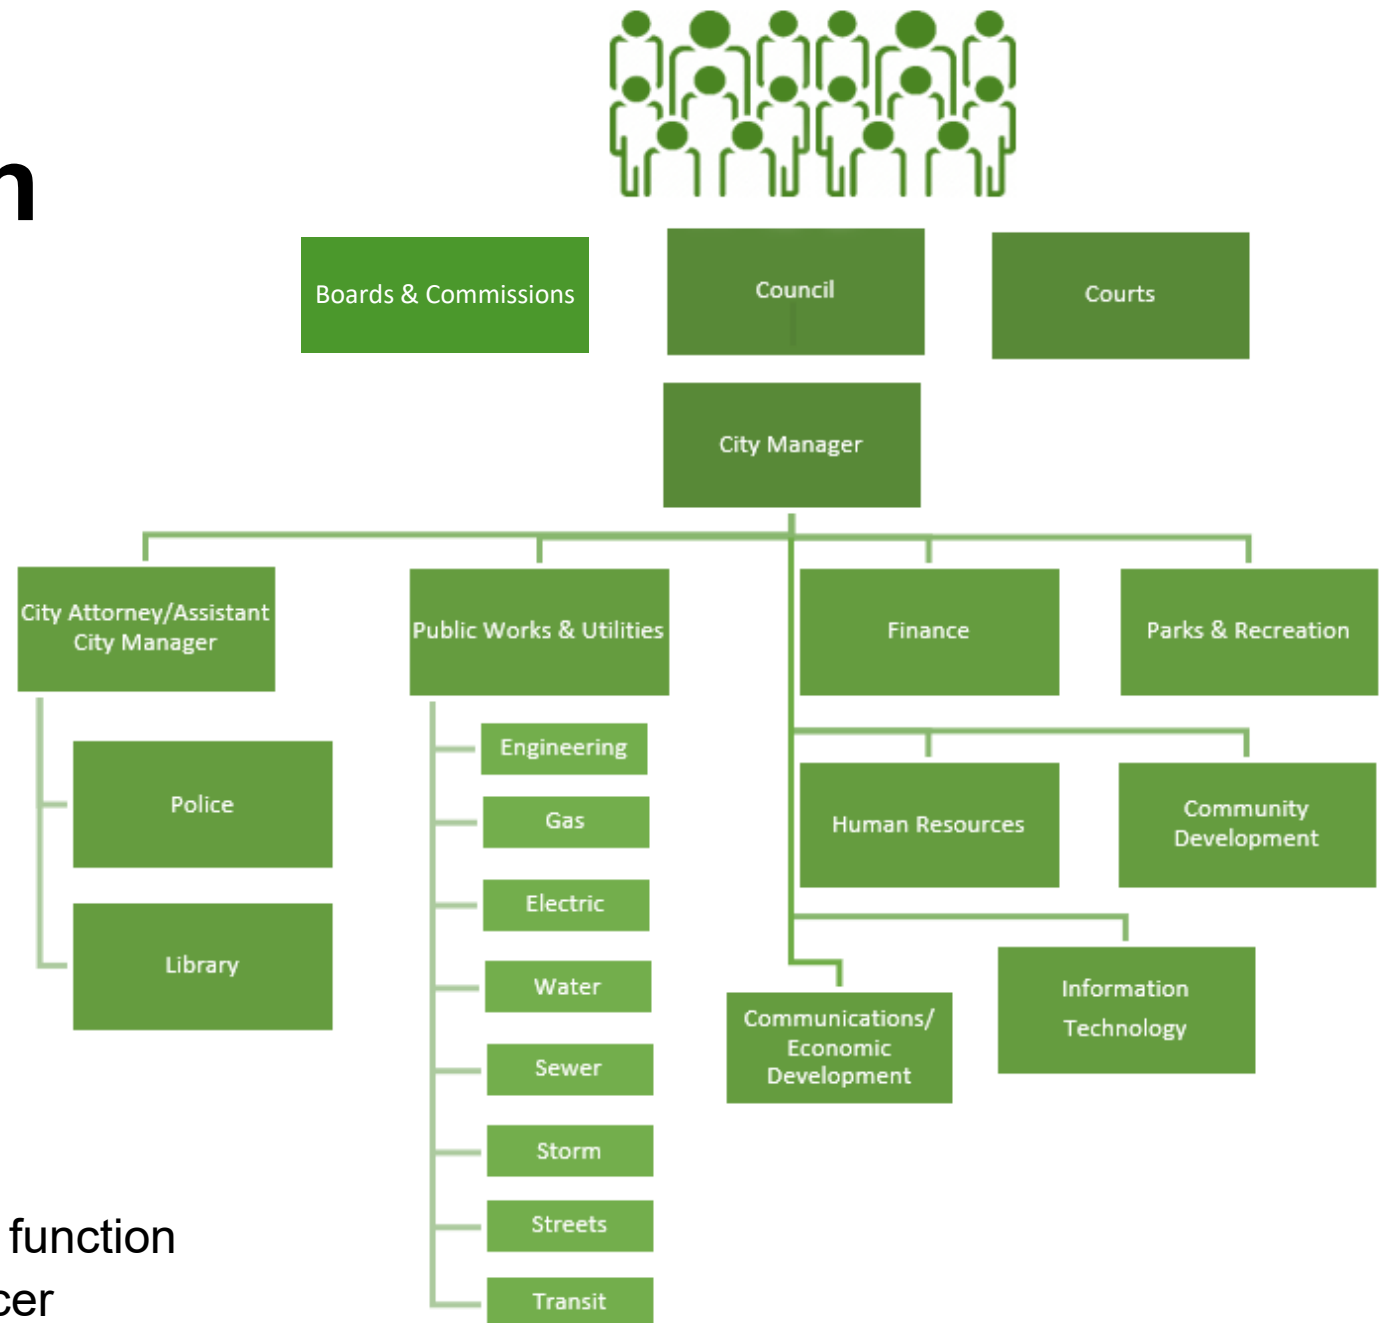 n
Boards & Commissions
Council
Courts
City Manager
City Attorney/Assistant
City Manager
Public Works & Utilities
Finance
Parks & Recreation
Police
Library
Engineering
Gas
Electric
Water
Sewer
Storm
Streets
Transit
Human Resources
Community
Development
Communications/
Economic
Development
Information
Technology
function
cer